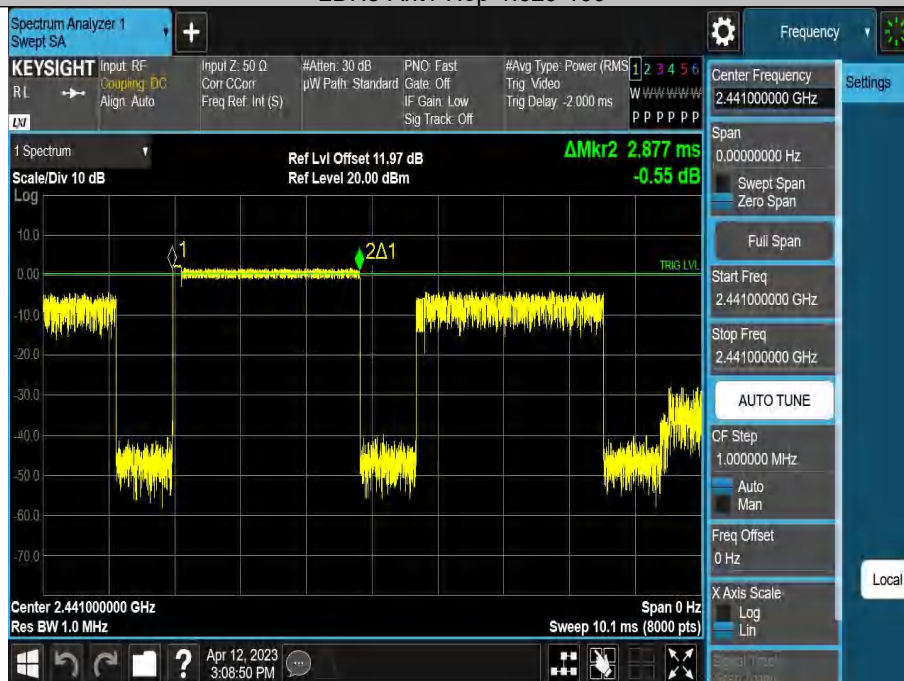 Spectrum Analyzer 1
Swept SA
Frequency
KEYSIGHT
RL
LXI
Input: RF
Coupling: DC
Align: Auto
Input Z: 50 Ω
Corr CCorr
Freq Ref: Int (S)
#Atten: 30 dB
µW Path: Standard
PNO: Fast
Gate: Off
IF Gain: Low
Sig Track: Off
#Avg Type: Power (RMS
Trig: Video
Trig Delay: -2.000 ms
1 2 3 4 5 6
W W W W W W
P P P P P P
Center Frequency
2.441000000 GHz
Settings
1 Spectrum
Scale/Div 10 dB
Log
Ref Lvl Offset 11.97 dB
Ref Level 20.00 dBm
ΔMkr2 2.877 ms
-0.55 dB
Span
0.00000000 Hz
Swept Span
Zero Span
Full Span
Start Freq
2.441000000 GHz
Stop Freq
2.441000000 GHz
AUTO TUNE
CF Step
1.000000 MHz
Auto
Man
Freq Offset
0 Hz
X Axis Scale
Log
Lin
Local
10.0
0.00
-10.0
-20.0
-30.0
-40.0
-50.0
-60.0
-70.0
1
2Δ1
TRIG LVL
Center 2.441000000 GHz
Res BW 1.0 MHz
Span 0 Hz
Sweep 10.1 ms (8000 pts)
Apr 12, 2023
3:08:50 PM